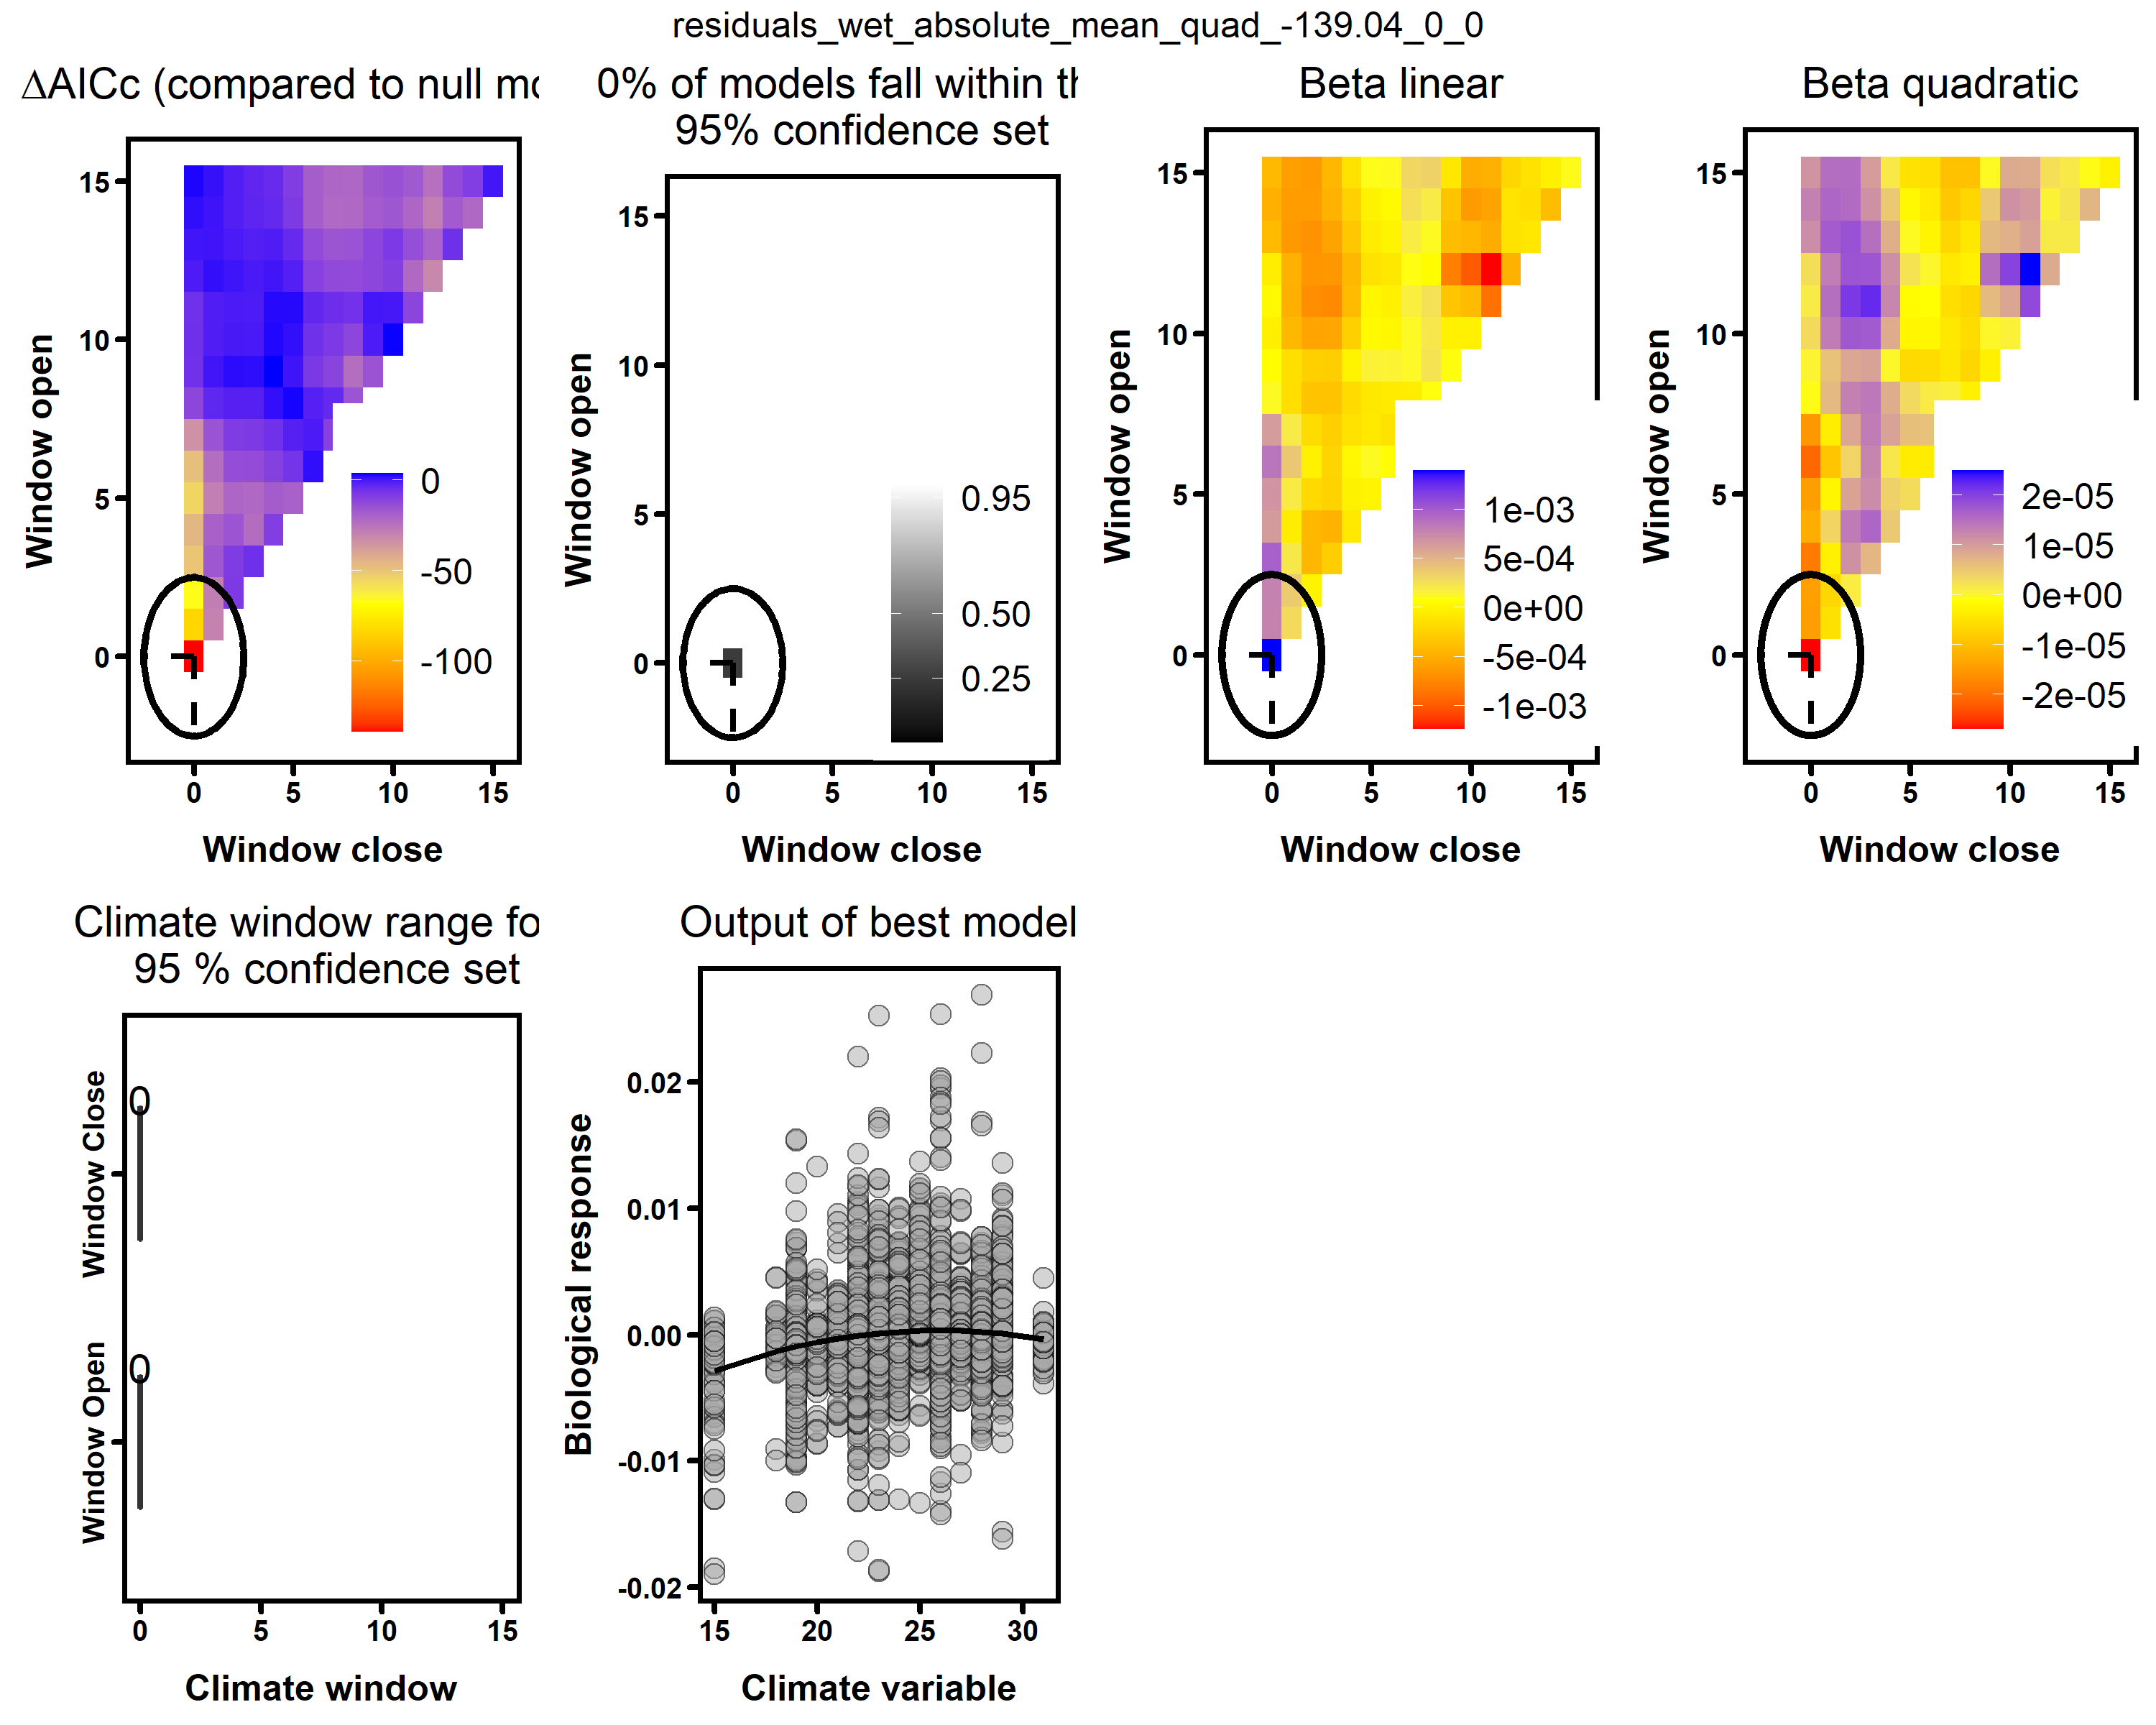 residuals_wet_absolute_mean_quad_-139.04_0_0
ΔAICc (compared to null mo
15
10
5
0
0
5
10
15
Window open
Window close
0
-50
-100
0% of models fall within th
95% confidence set
15
10
5
0
0
5
10
15
Window open
Window close
0.95
0.50
0.25
Beta linear
15
10
5
0
0
5
10
15
Window open
Window close
1e-03
5e-04
0e+00
-5e-04
-1e-03
Beta quadratic
15
10
5
0
0
5
10
15
Window open
Window close
2e-05
1e-05
0e+00
-1e-05
-2e-05
Climate window range fo
95 % confidence set
Window Close
Window Open
0
0
0
5
10
15
Climate window
Output of best model
0.02
0.01
0.00
-0.01
-0.02
15
20
25
30
Biological response
Climate variable